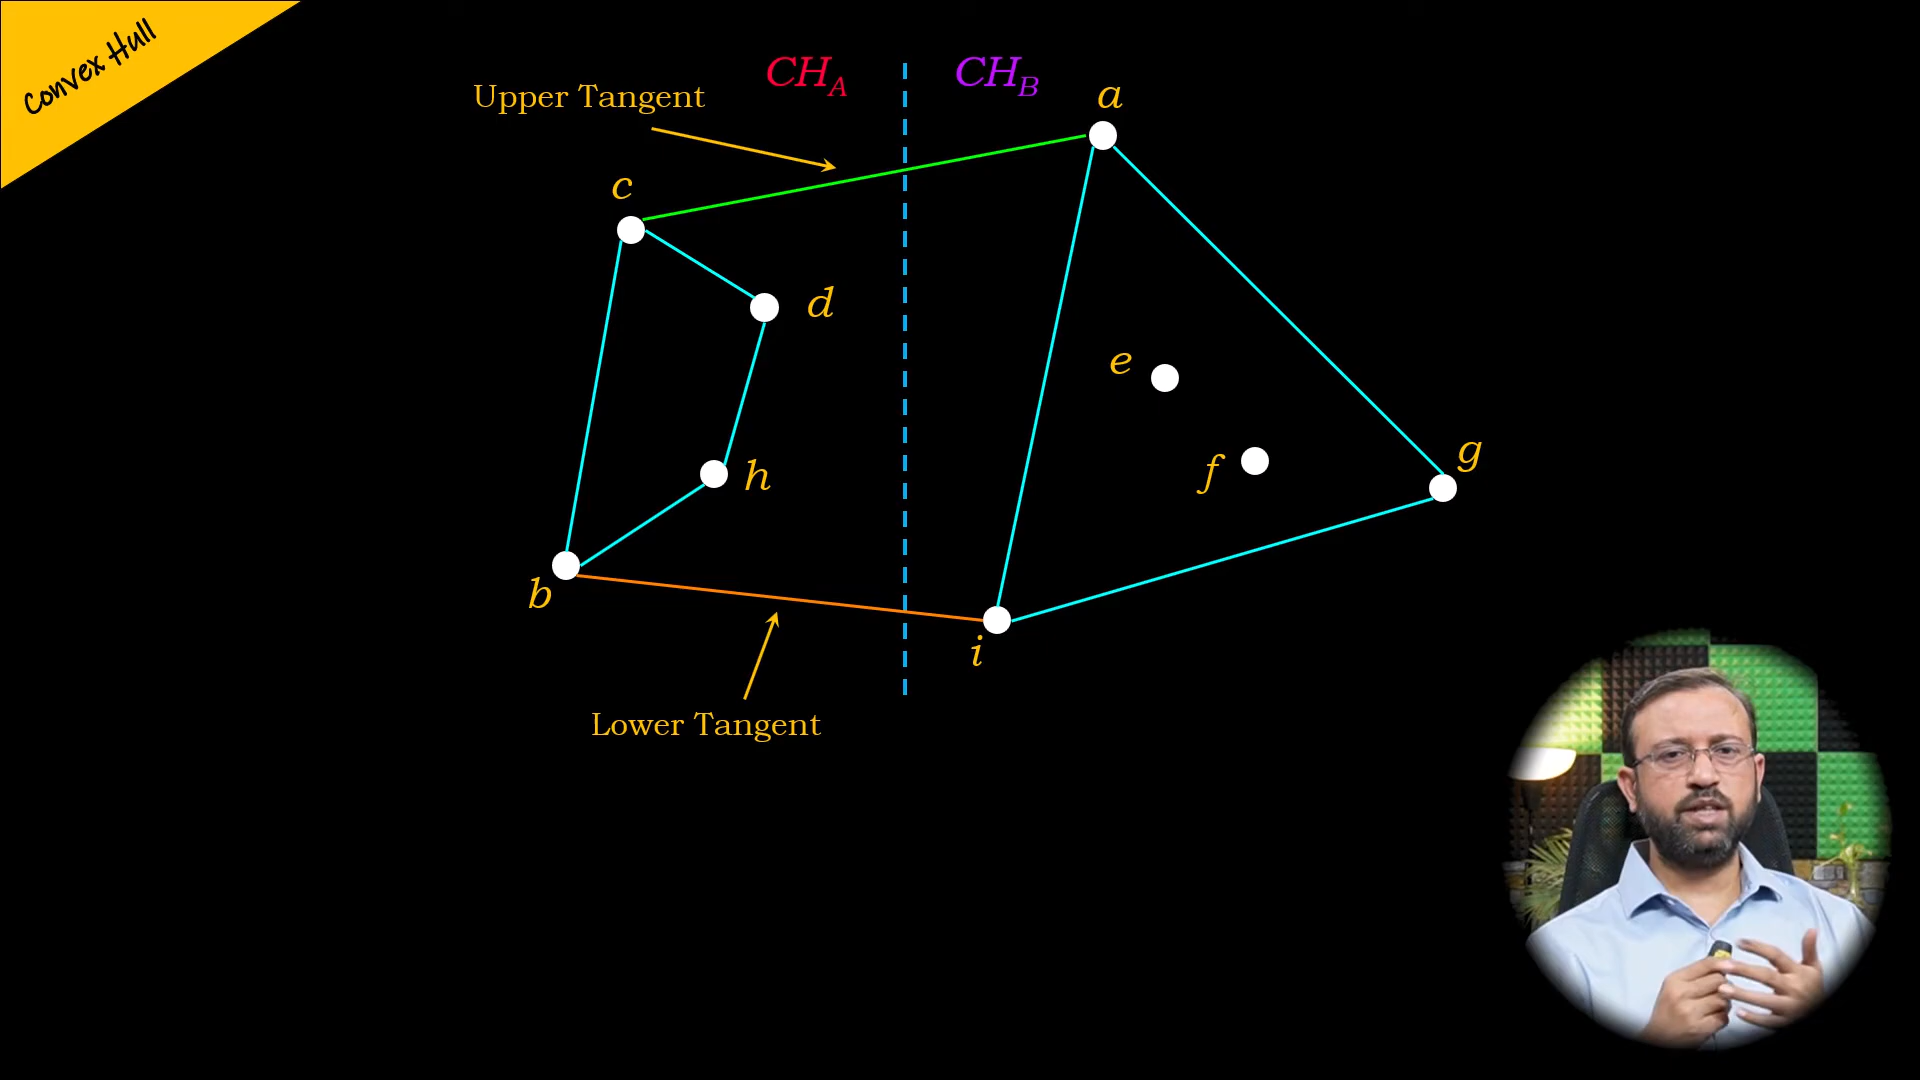 Convex Hull
CH_A
CH_B
Upper Tangent
a
c
d
e
f
g
h
b
i
Lower Tangent